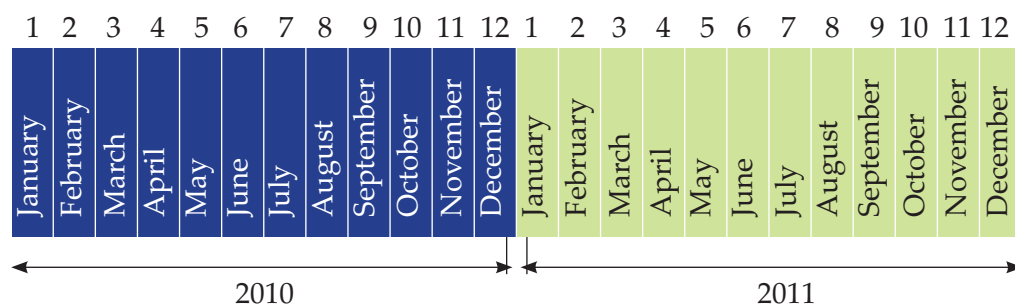 1 2 3 4 5 6 7 8 9 10 11 12 1 2 3 4 5 6 7 8 9 10 11 12
January February March April May June July August September October November December January February March April May June July August September October November December
2010 2011